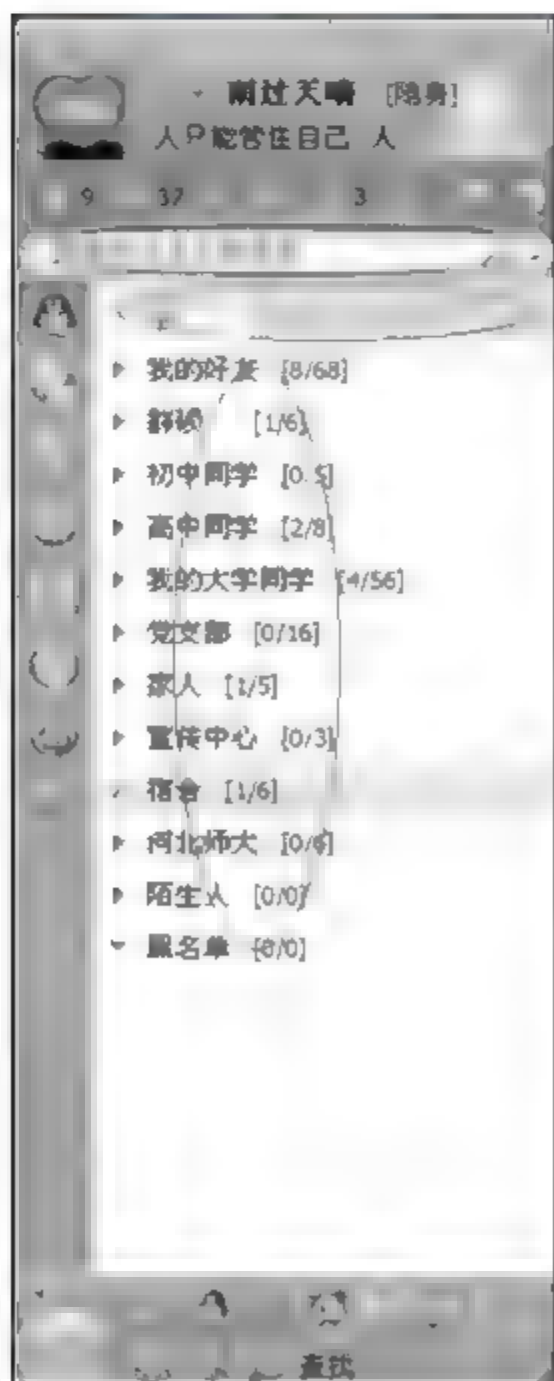 雨过天晴 [隐身]
人只能管住自己 人
9 37 3
我的好友 [8/68]
[1/6]
初中同学 [0/5]
高中同学 [2/8]
我的大学同学 [4/56]
党支部 [0/16]
家人 [1/5]
宣传中心 [0/3]
宿舍 [1/6]
河北师大 [0/6]
陌生人 [0/0]
黑名单 [0/0]
查找